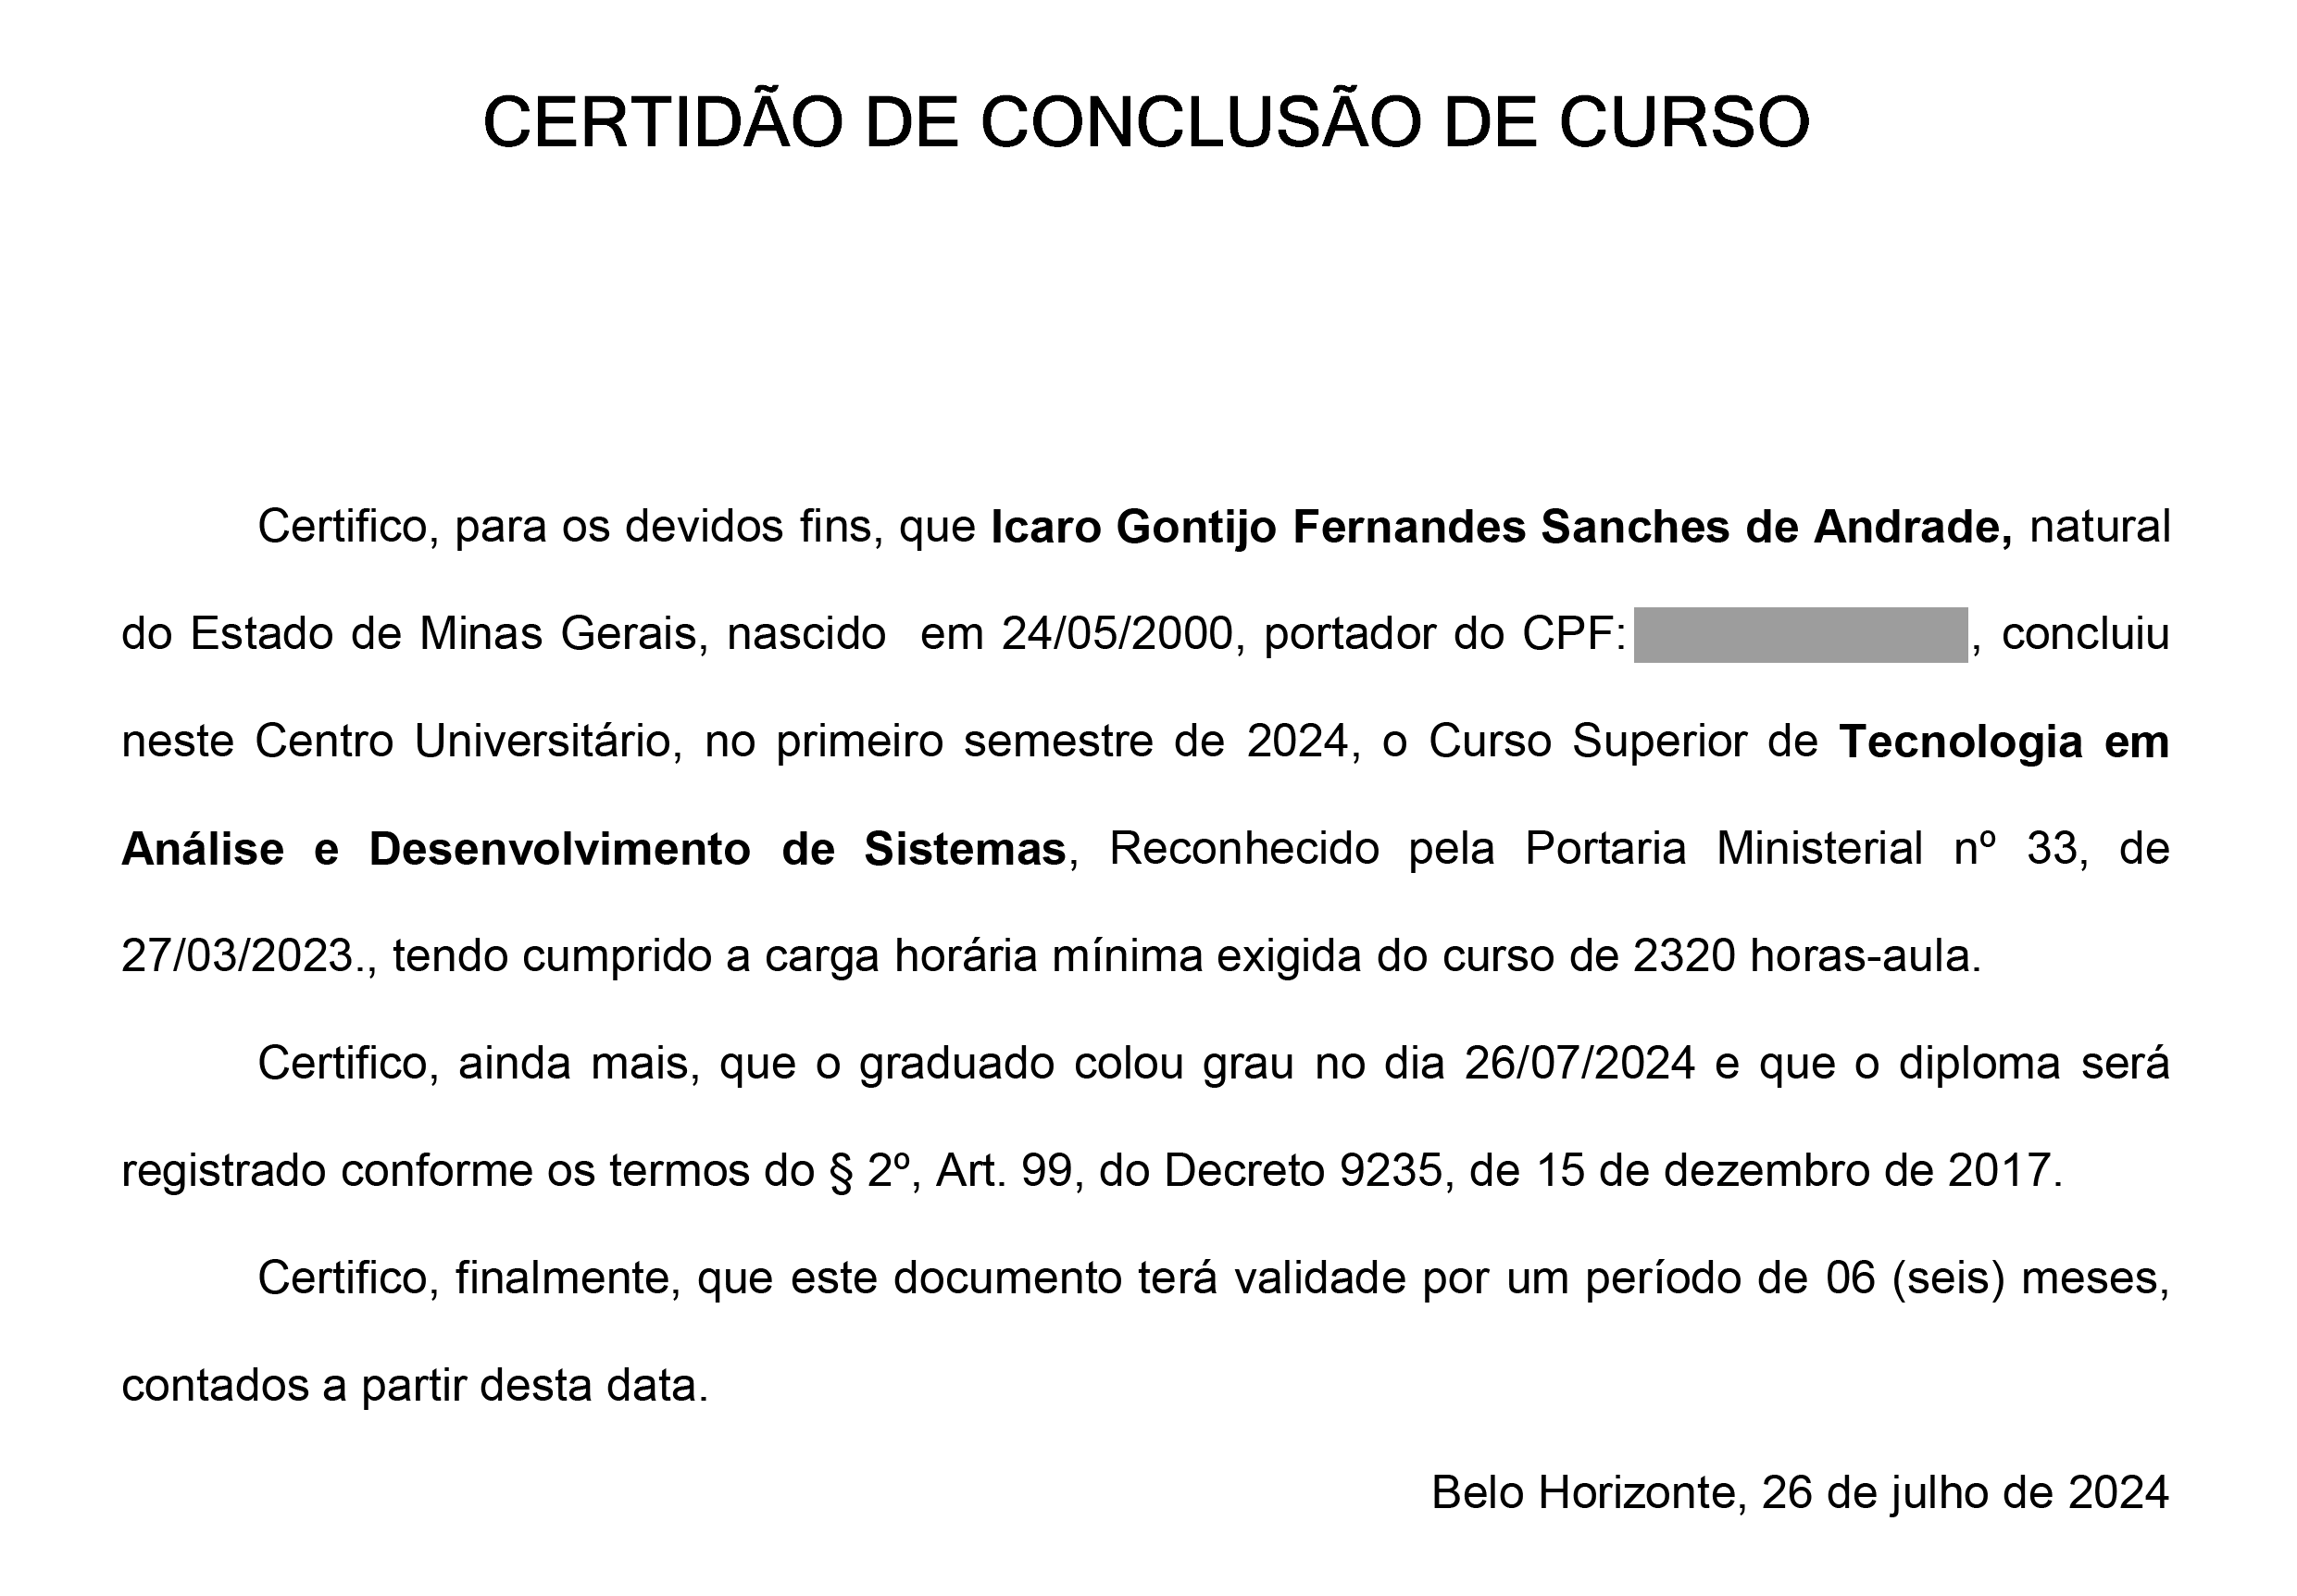 CERTIDÃO DE CONCLUSÃO DE CURSO
Certifico, para os devidos fins, que Icaro Gontijo Fernandes Sanches de Andrade, natural
do Estado de Minas Gerais, nascido  em 24/05/2000, portador do CPF: , concluiu
neste Centro Universitário, no primeiro semestre de 2024, o Curso Superior de Tecnologia em
Análise e Desenvolvimento de Sistemas, Reconhecido pela Portaria Ministerial nº 33, de
27/03/2023., tendo cumprido a carga horária mínima exigida do curso de 2320 horas-aula.
Certifico, ainda mais, que o graduado colou grau no dia 26/07/2024 e que o diploma será
registrado conforme os termos do § 2º, Art. 99, do Decreto 9235, de 15 de dezembro de 2017.
Certifico, finalmente, que este documento terá validade por um período de 06 (seis) meses,
contados a partir desta data.
Belo Horizonte, 26 de julho de 2024